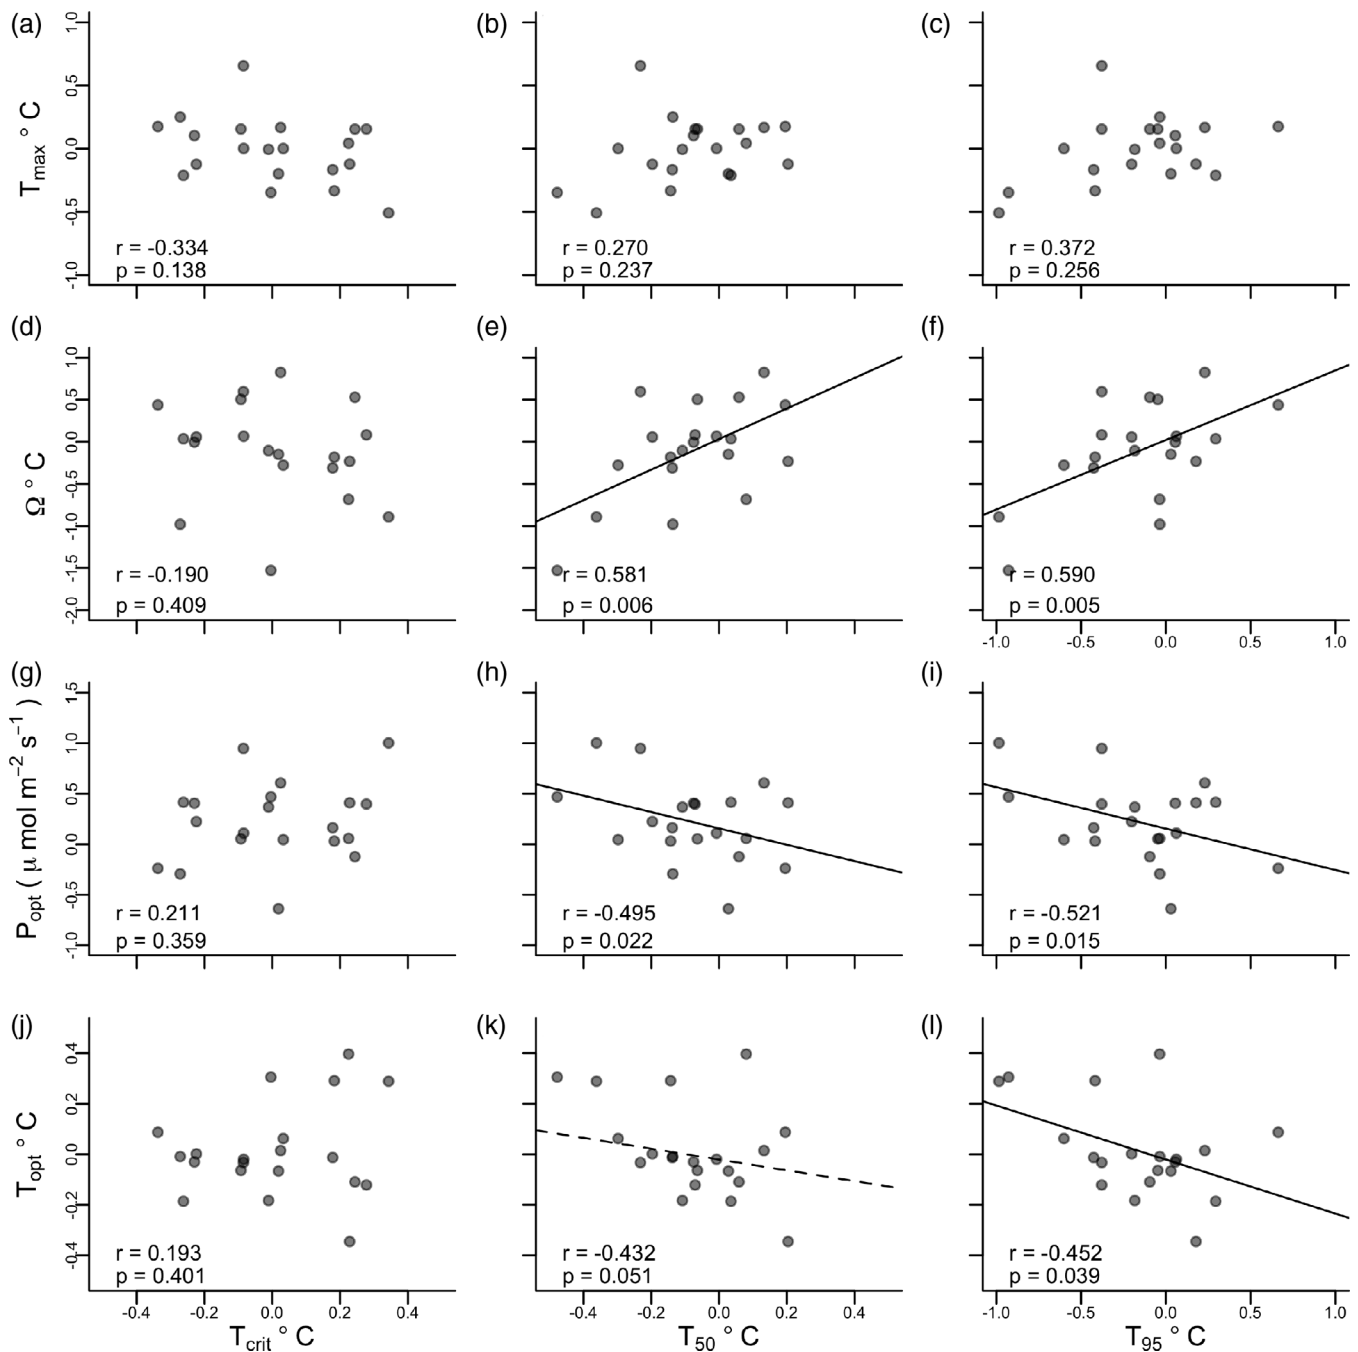 (a)
(b)
(c)
1.0
0.5
0.0
-0.5
-1.0
Tmax ° C
r = -0.334
p = 0.138
r = 0.270
p = 0.237
r = 0.372
p = 0.256
(d)
(e)
(f)
1.0
0.5
0.0
-0.5
-1.0
-1.5
-2.0
Ω ° C
r = -0.190
p = 0.409
r = 0.581
p = 0.006
r = 0.590
p = 0.005
-1.0 -0.5 0.0 0.5 1.0
(g)
(h)
(i)
1.5
1.0
0.5
0.0
-0.5
-1.0
Popt ( μ mol m−2 s−1 )
r = 0.211
p = 0.359
r = -0.495
p = 0.022
r = -0.521
p = 0.015
(j)
(k)
(l)
0.4
0.2
0.0
-0.2
-0.4
Topt ° C
r = 0.193
p = 0.401
r = -0.432
p = 0.051
r = -0.452
p = 0.039
-0.4 -0.2 0.0 0.2 0.4
-0.4 -0.2 0.0 0.2 0.4
-1.0 -0.5 0.0 0.5 1.0
Tcrit ° C
T50 ° C
T95 ° C